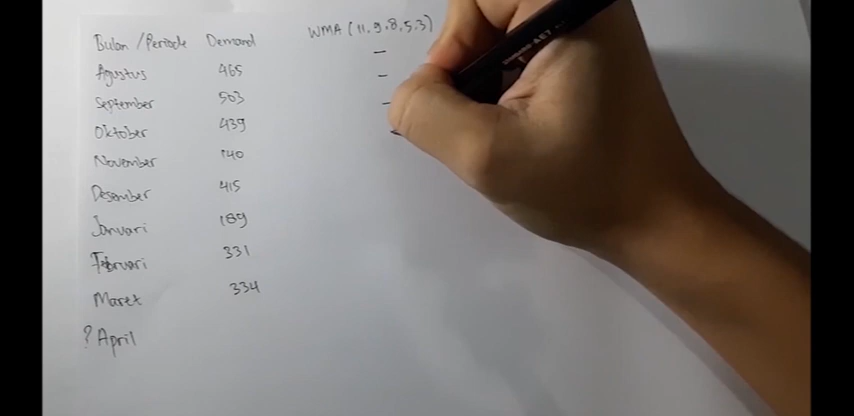 Bulan / Periode Demand WMA (11, 9, 8, 5, 3)
Agustus 465 -
September 503 -
Oktober 439 -
November 140
Desember 415
Januari 189
Februari 331
Maret 334
? April